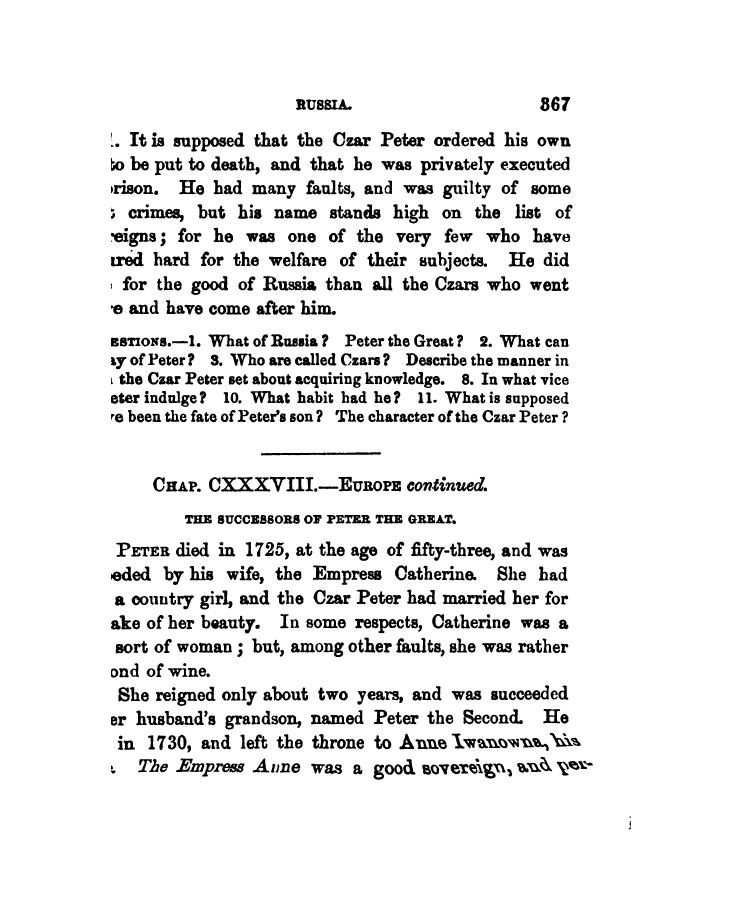 RUSSIA. 367
. It is supposed that the Czar Peter ordered his own
to be put to death, and that he was privately executed
rison. He had many faults, and was guilty of some
; crimes, but his name stands high on the list of
eigns; for he was one of the very few who have
ured hard for the welfare of their subjects. He did
for the good of Russia than all the Czars who went
e and have come after him.
ESTIONS.—1. What of Russia? Peter the Great? 2. What can
ay of Peter? 3. Who are called Czars? Describe the manner in
the Czar Peter set about acquiring knowledge. 8. In what vice
eter indulge? 10. What habit had he? 11. What is supposed
re been the fate of Peter's son? The character of the Czar Peter?
CHAP. CXXXVIII.—EUROPE continued.
THE SUCCESSORS OF PETER THE GREAT.
PETER died in 1725, at the age of fifty-three, and was
eded by his wife, the Empress Catherine. She had
a country girl, and the Czar Peter had married her for
ake of her beauty. In some respects, Catherine was a
sort of woman; but, among other faults, she was rather
ond of wine.
She reigned only about two years, and was succeeded
er husband's grandson, named Peter the Second. He
in 1730, and left the throne to Anne Iwanowna, his
. The Empress Anne was a good sovereign, and per-